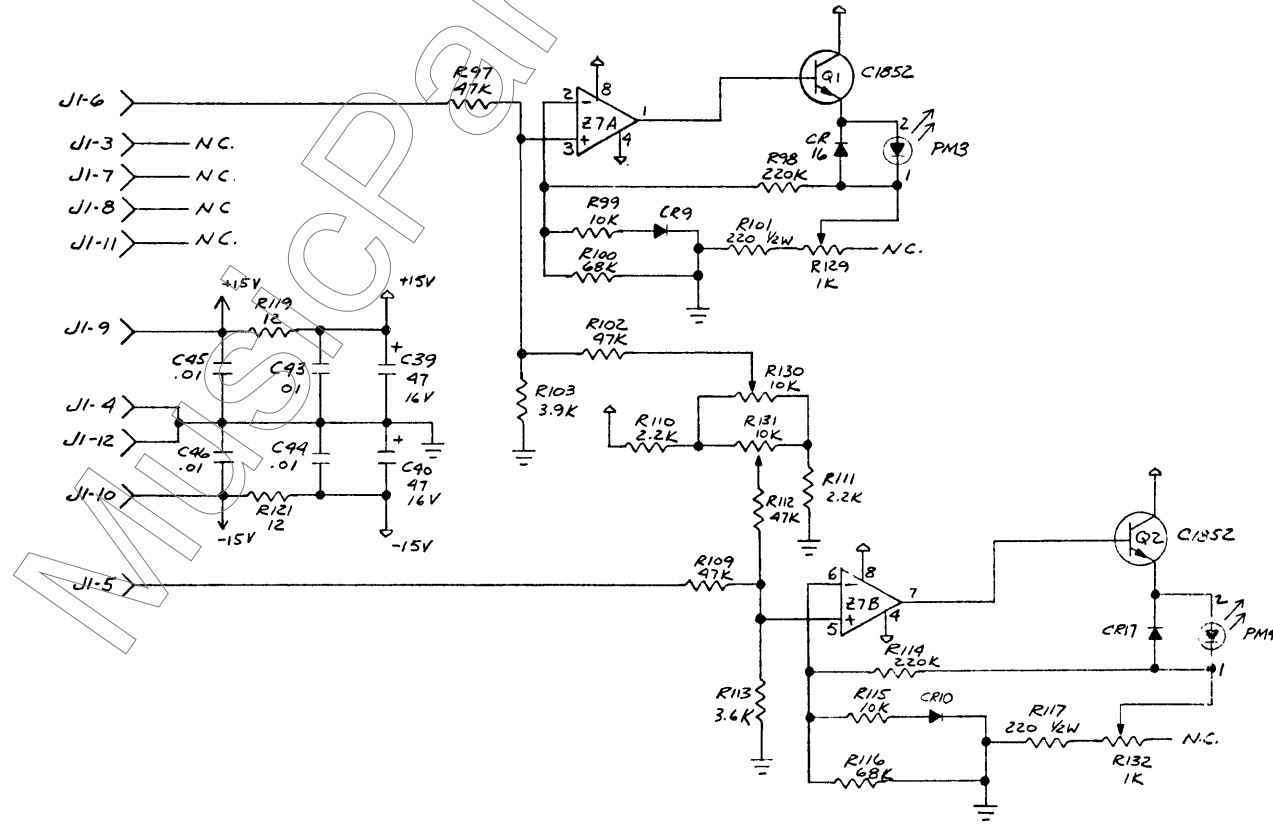 C1852
Q1
R97
47K
J1-6
8
2
-
1
Z7A
+
3
4
2
CR
16
PM3
1
J1-3
N.C.
J1-7
N.C.
J1-8
N C
J1-11
N.C.
R98
220K
R99
10K
CR9
R100
68K
R101
220 1/2W
R129
1K
N.C.
+15V
+15V
R119
12
J1-9
C45
.01
C43
01
+
C39
47
16V
J1-4
J1-12
C46
.01
C44
.01
+
C40
47
16V
J1-10
R121
12
-15V
-15V
R102
47K
R103
3.9K
R130
10K
R110
2.2K
R131
10K
R111
2.2K
R112
47K
J1-5
R109
47K
R113
3.6K
6
-
8
7
Z7B
+
5
4
Q2
C1852
2
CR17
PM4
1
R114
220K
R115
10K
CR10
R116
68K
R117
220 1/2W
R132
1K
N.C.
MusicPar